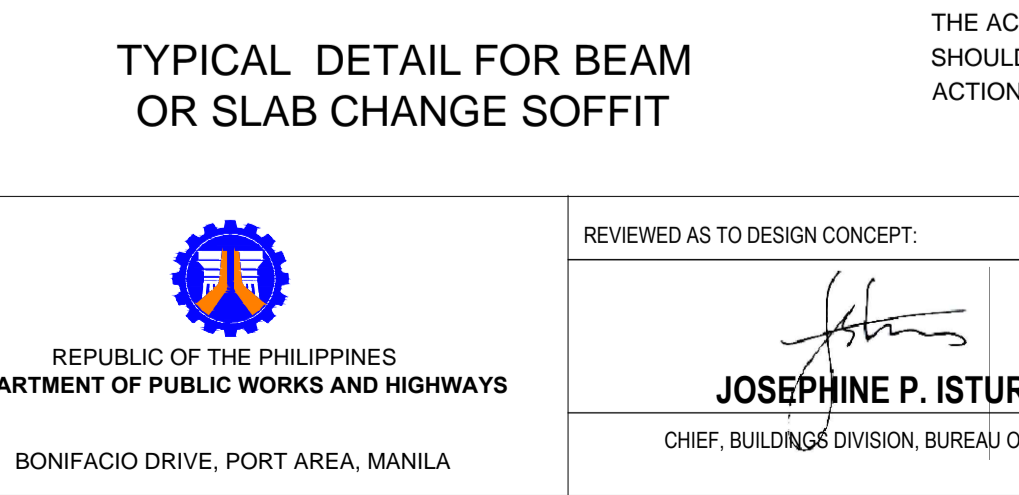 TYPICAL DETAIL FOR BEAM
OR SLAB CHANGE SOFFIT
THE AC
SHOULD
ACTION
REPUBLIC OF THE PHILIPPINES
ARTMENT OF PUBLIC WORKS AND HIGHWAYS
BONIFACIO DRIVE, PORT AREA, MANILA
REVIEWED AS TO DESIGN CONCEPT:
JOSEPHINE P. ISTUR
CHIEF, BUILDINGS DIVISION, BUREAU O